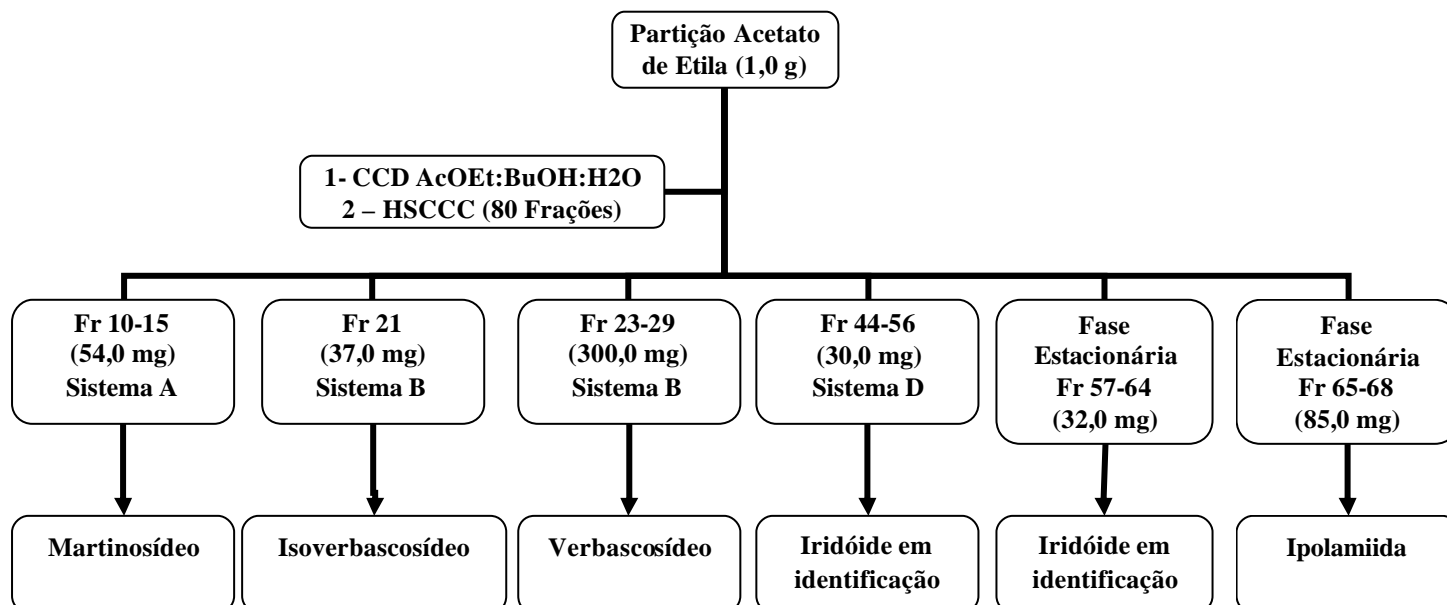 Partição Acetato
de Etila (1,0 g)
1- CCD AcOEt:BuOH:H2O
2 – HSCCC (80 Frações)
Fr 10-15
(54,0 mg)
Sistema A
Fr 21
(37,0 mg)
Sistema B
Fr 23-29
(300,0 mg)
Sistema B
Fr 44-56
(30,0 mg)
Sistema D
Fase
Estacionária
Fr 57-64
(32,0 mg)
Fase
Estacionária
Fr 65-68
(85,0 mg)
Martinosídeo
Isoverbascosídeo
Verbascosídeo
Iridóide em
identificação
Iridóide em
identificação
Ipolamiida